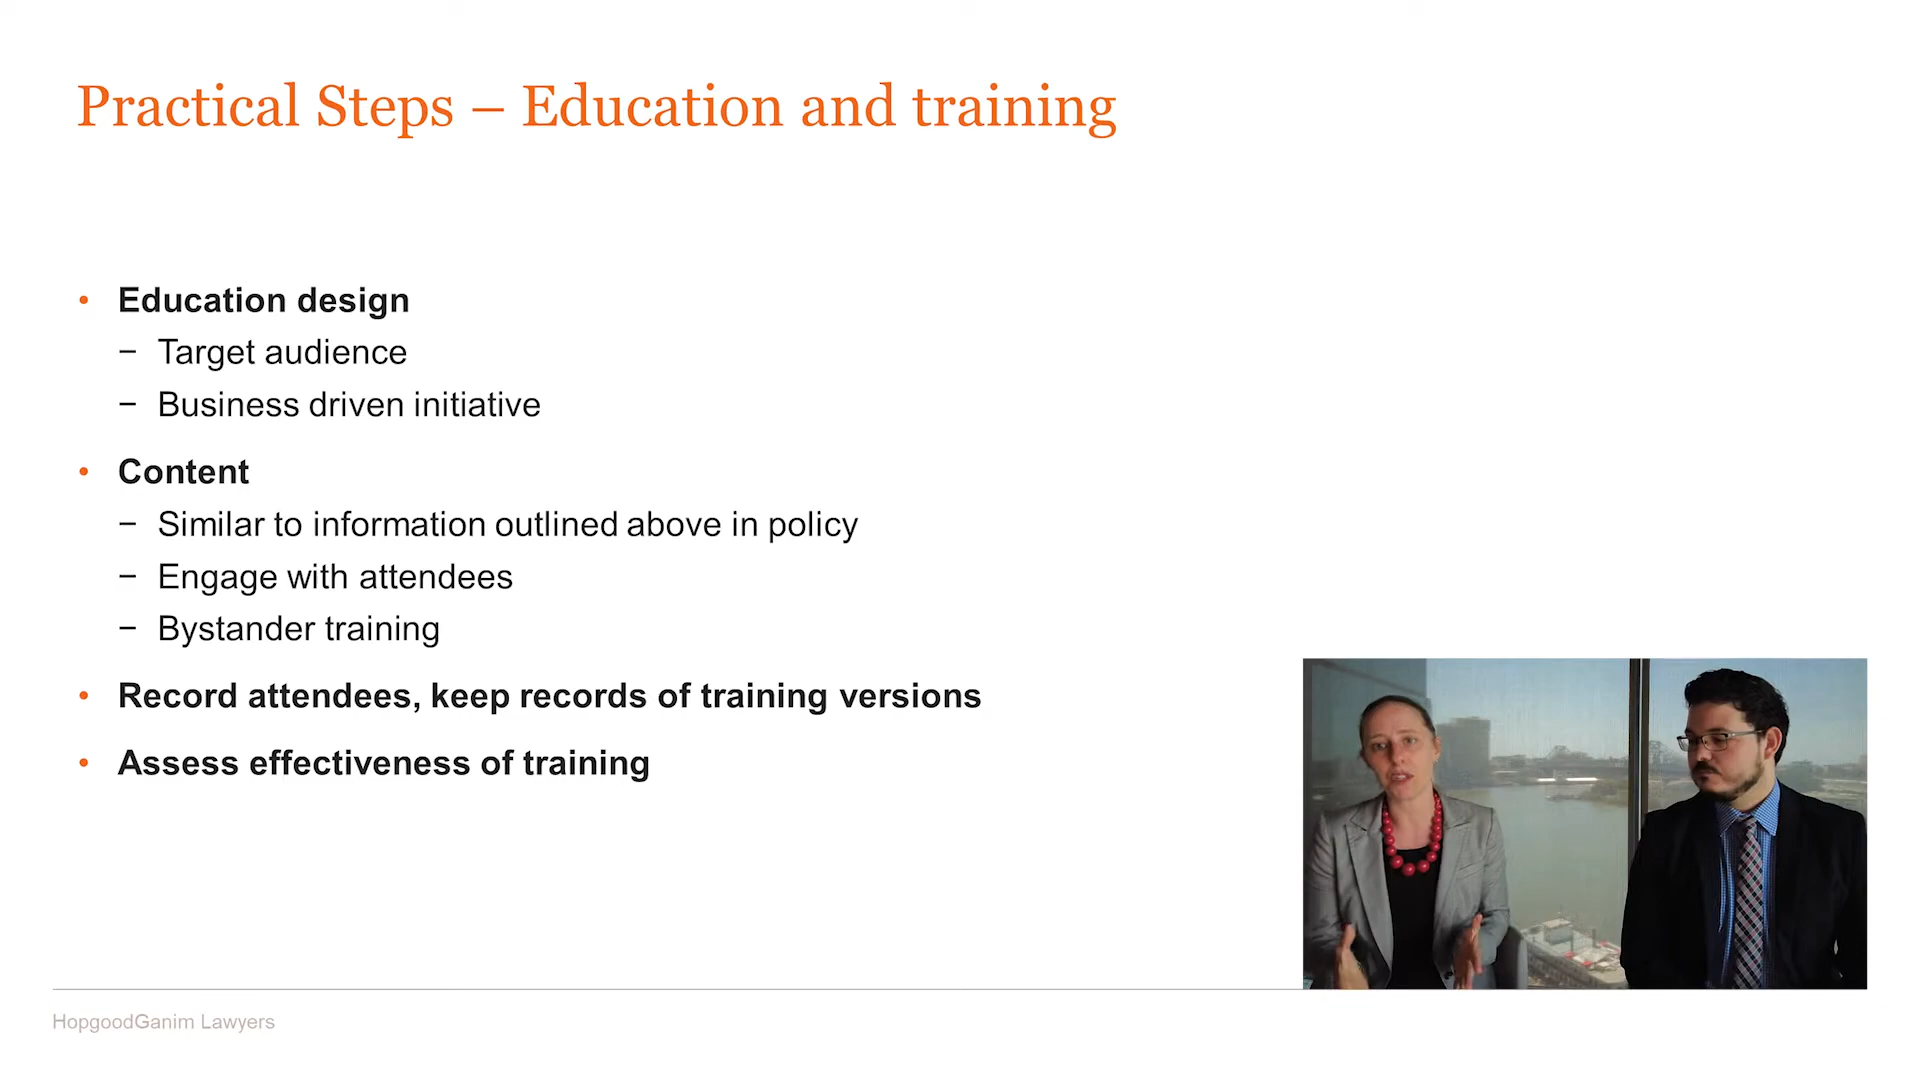 Practical Steps – Education and training
• Education design
– Target audience
– Business driven initiative
• Content
– Similar to information outlined above in policy
– Engage with attendees
– Bystander training
• Record attendees, keep records of training versions
• Assess effectiveness of training
HopgoodGanim Lawyers